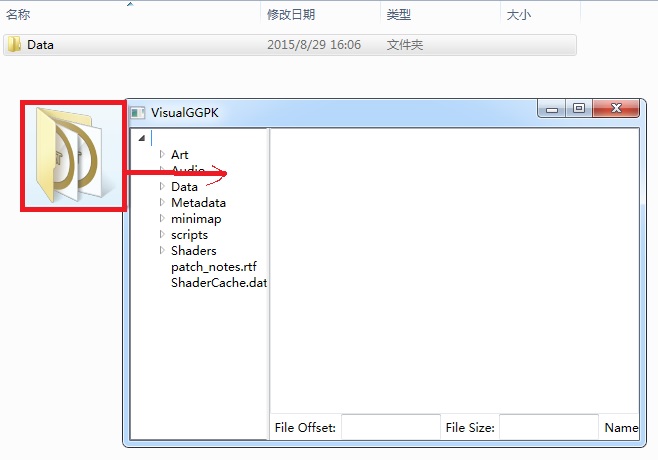 名称 修改日期 类型 大小
Data 2015/8/29 16:06 文件夹
VisualGGPK
Art
Audio
Data
Metadata
minimap
scripts
Shaders
patch_notes.rtf
ShaderCache.dat
File Offset: File Size: Name